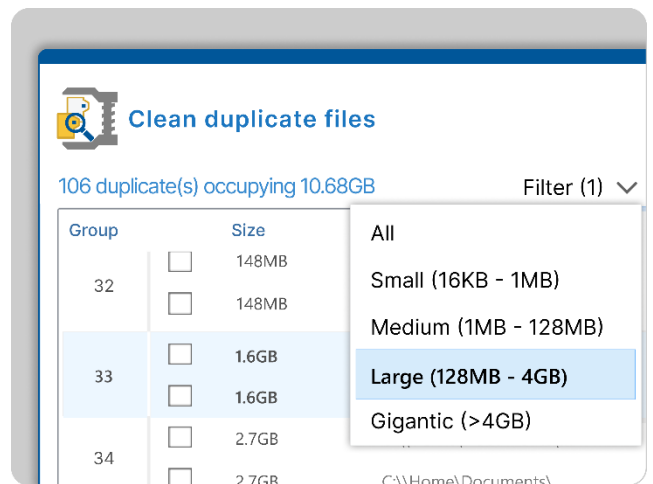 Clean duplicate files
106 duplicate(s) occupying 10.68GB
Filter (1)
Group
Size
All
Small (16KB - 1MB)
Medium (1MB - 128MB)
Large (128MB - 4GB)
Gigantic (>4GB)
32
148MB
148MB
33
1.6GB
1.6GB
34
2.7GB
2.7GB
C:\\Home\Documents\